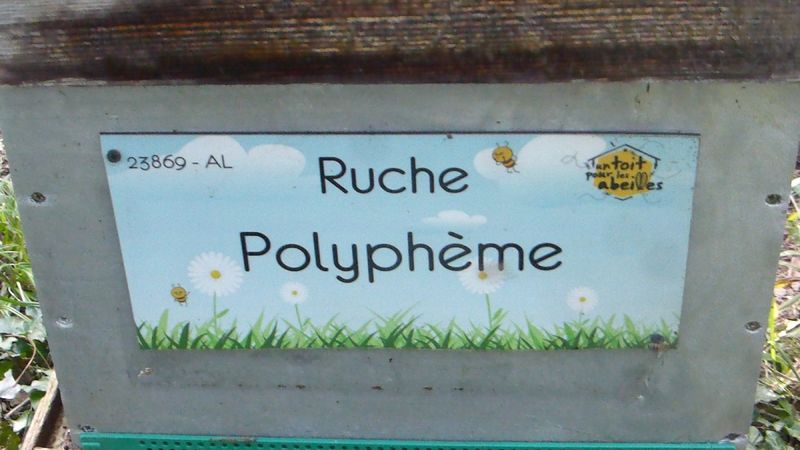 23869 - AL
Ruche
Polyphème
un toit
pour les
abeilles